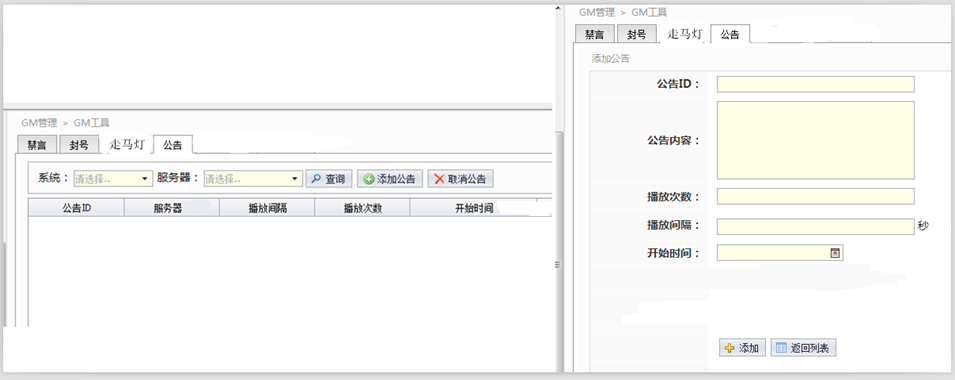 GM管理 > GM工具
禁言 封号 走马灯 公告
系统： 请选择.. 服务器： 请选择.. 查询 添加公告 取消公告
公告ID 服务器 播放间隔 播放次数 开始时间
GM管理 > GM工具
禁言 封号 走马灯 公告
添加公告
公告ID：
公告内容：
播放次数：
播放间隔： 秒
开始时间：
添加 返回列表